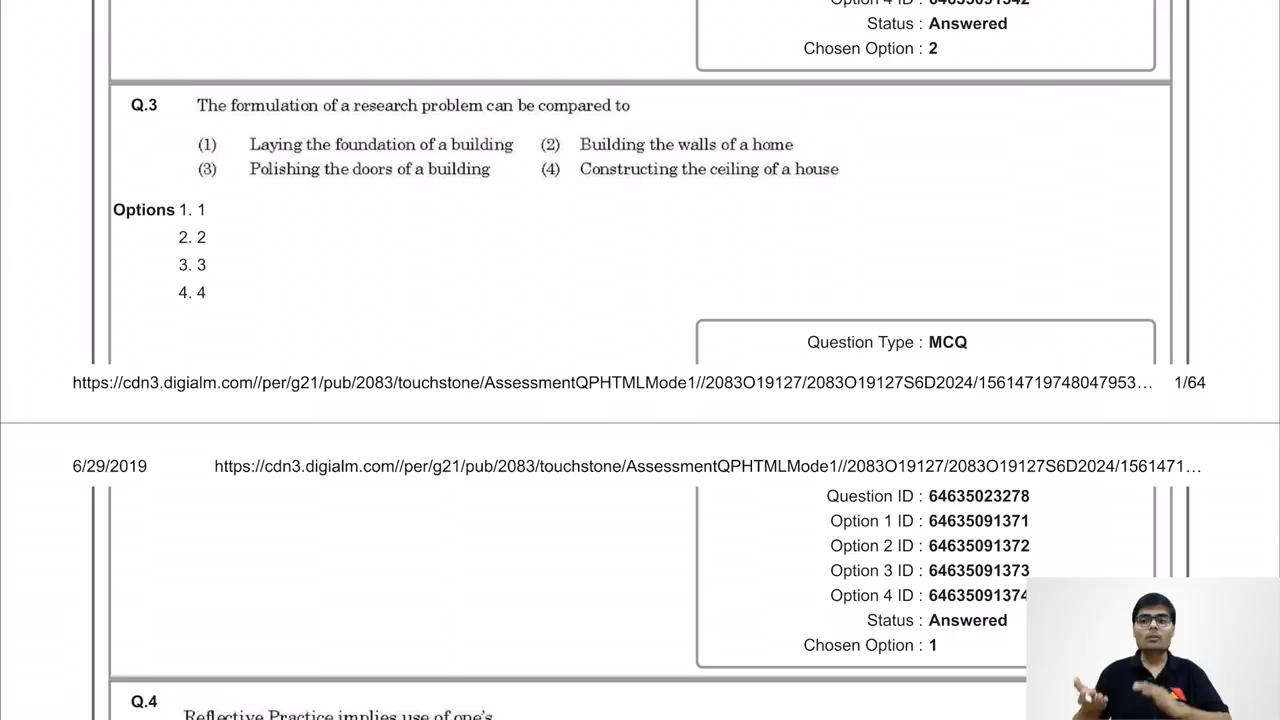 Status : Answered
Chosen Option : 2
Q.3 The formulation of a research problem can be compared to
(1) Laying the foundation of a building (2) Building the walls of a home
(3) Polishing the doors of a building (4) Constructing the ceiling of a house
Options 1. 1
2. 2
3. 3
4. 4
Question Type : MCQ
https://cdn3.digialm.com//per/g21/pub/2083/touchstone/AssessmentQPHTMLMode1//2083O19127/2083O19127S6D2024/15614719748047953… 1/64
6/29/2019 https://cdn3.digialm.com//per/g21/pub/2083/touchstone/AssessmentQPHTMLMode1//2083O19127/2083O19127S6D2024/1561471…
Question ID : 64635023278
Option 1 ID : 64635091371
Option 2 ID : 64635091372
Option 3 ID : 64635091373
Option 4 ID : 64635091374
Status : Answered
Chosen Option : 1
Q.4 Reflective Practice implies use of one's